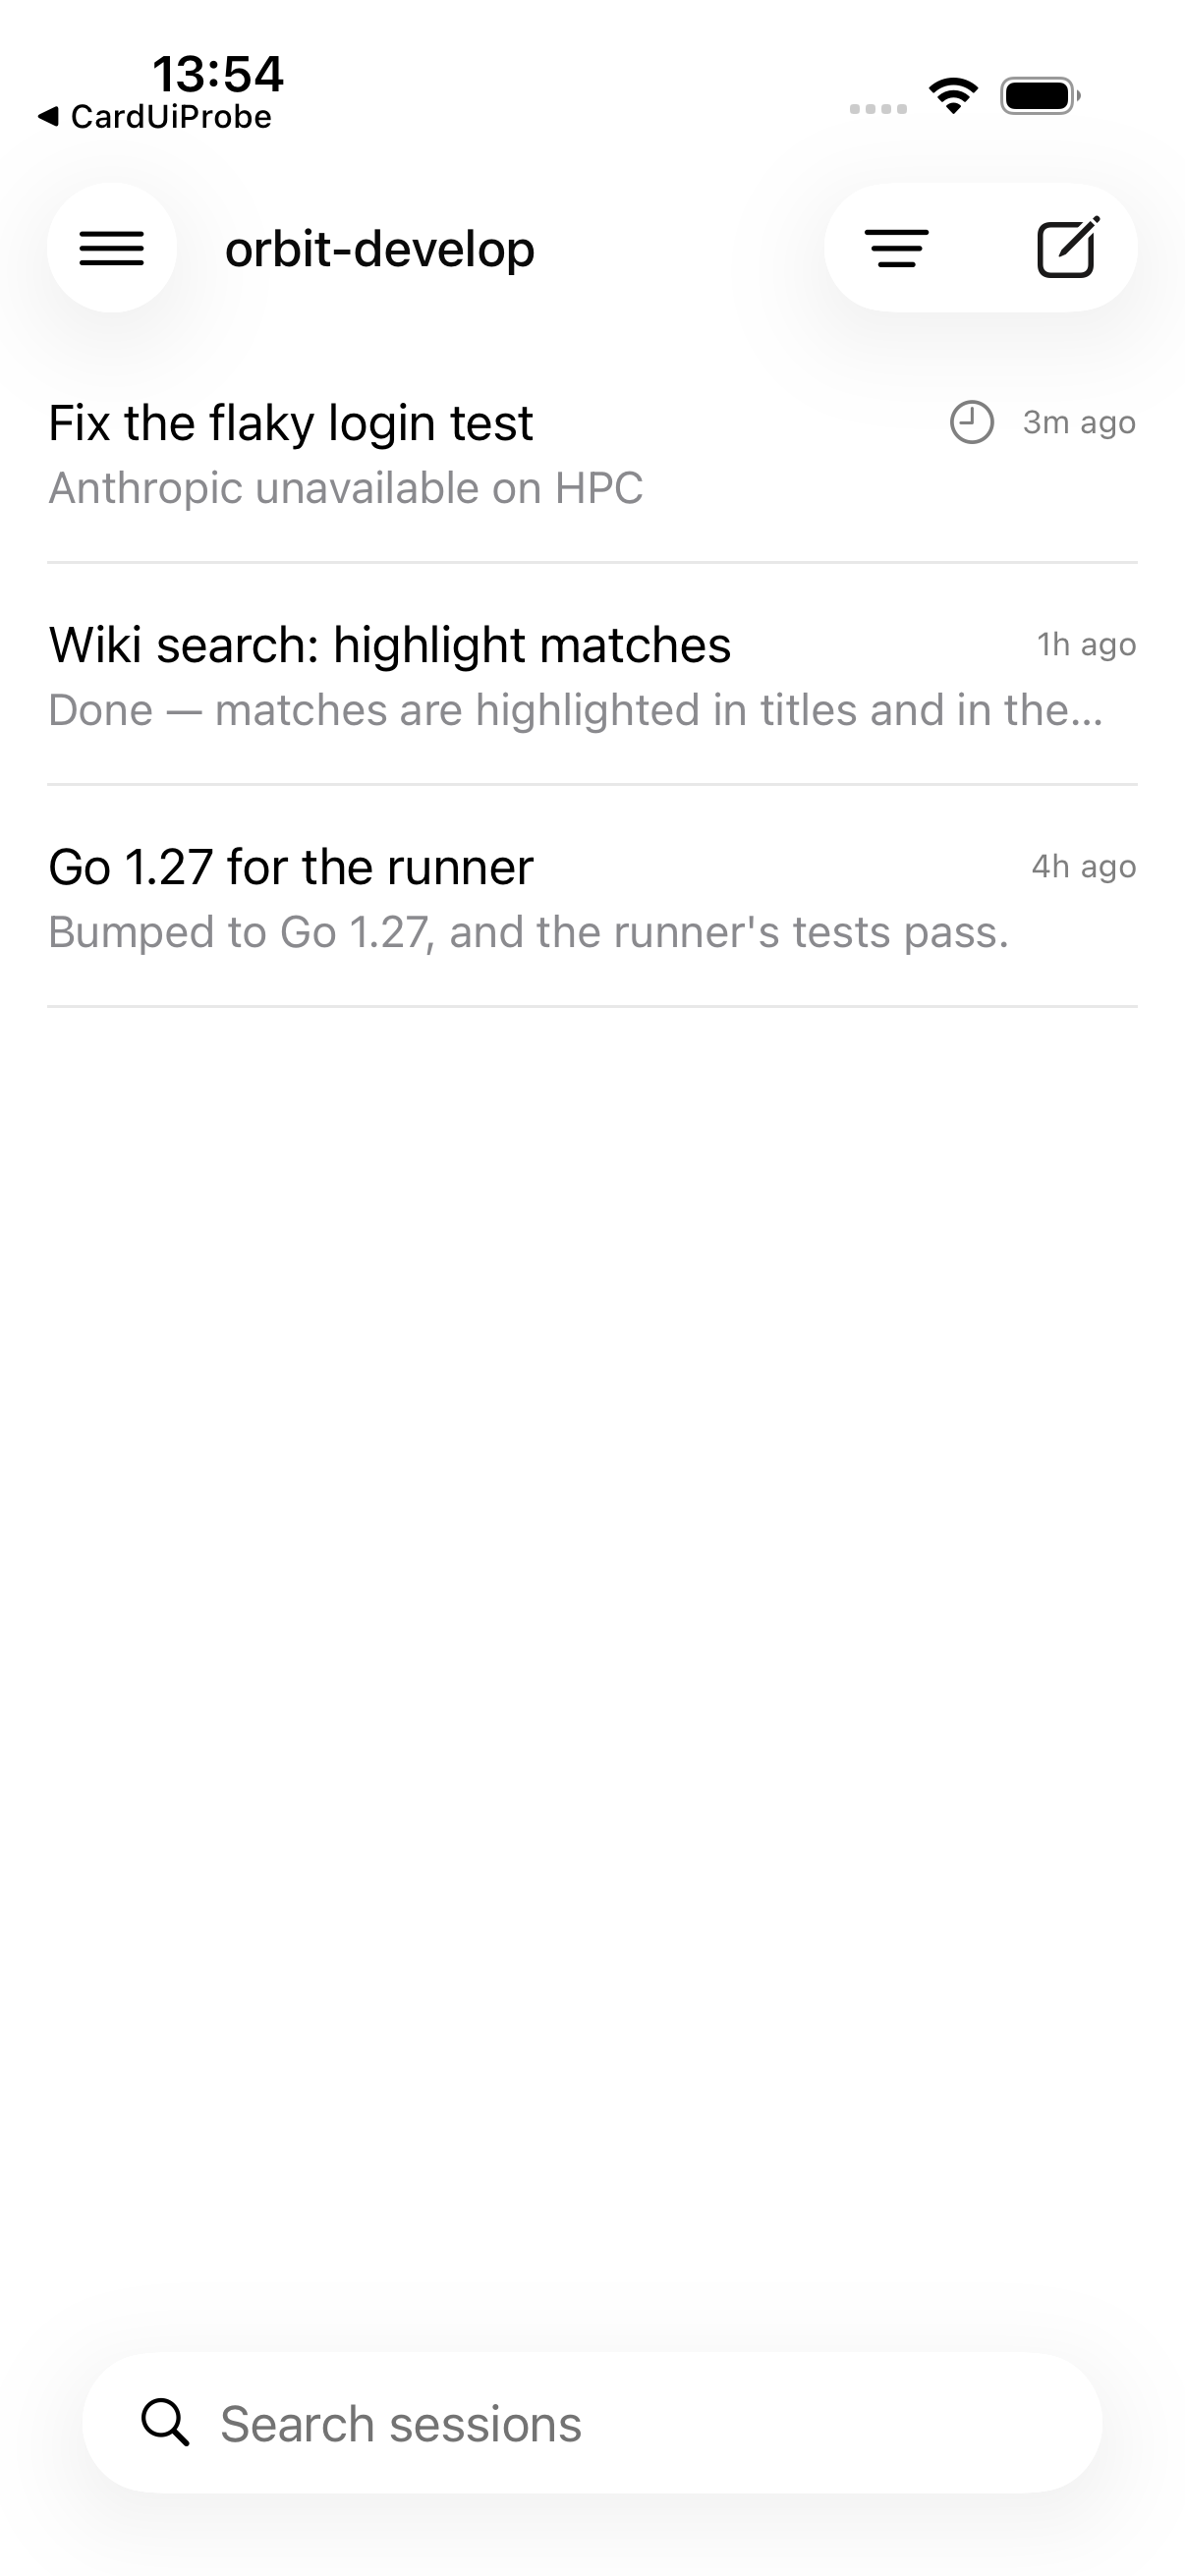 13:54
◀ CardUiProbe
orbit-develop
Fix the flaky login test
3m ago
Anthropic unavailable on HPC
Wiki search: highlight matches
1h ago
Done — matches are highlighted in titles and in the...
Go 1.27 for the runner
4h ago
Bumped to Go 1.27, and the runner's tests pass.
Search sessions